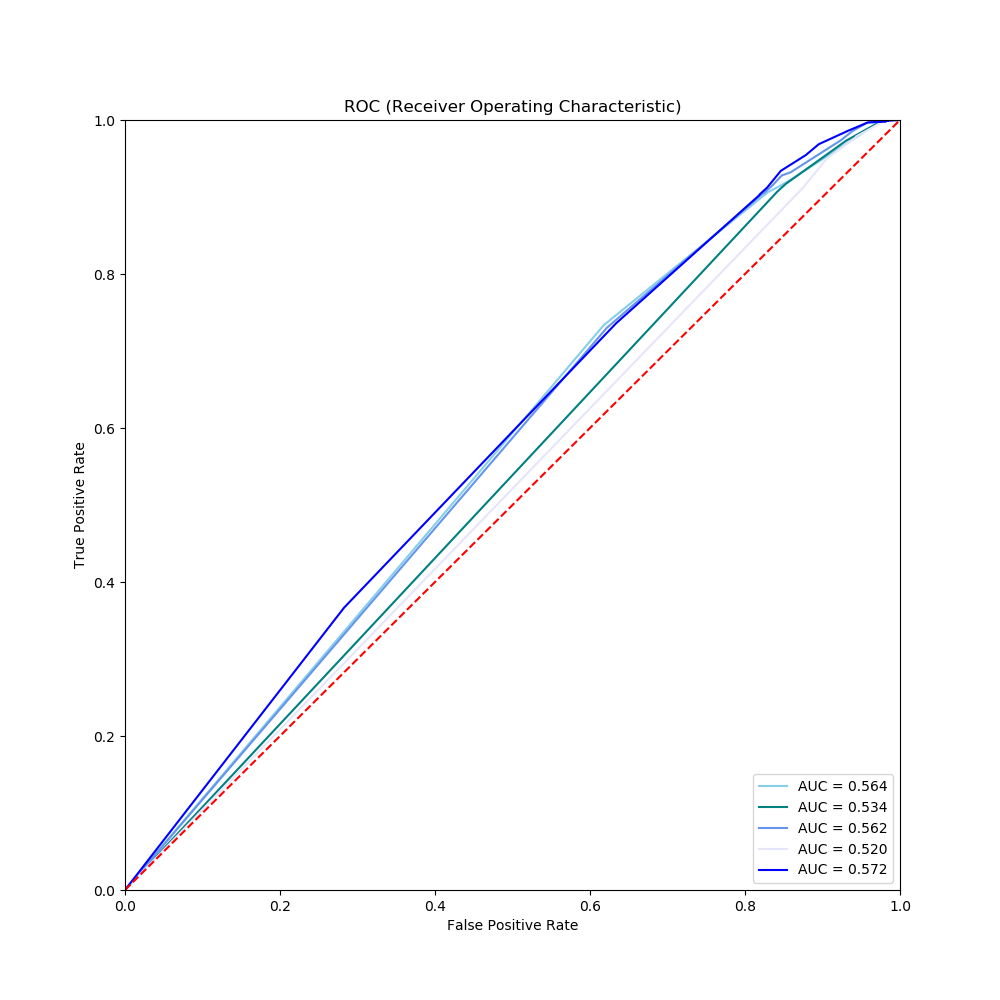 ROC (Receiver Operating Characteristic)
1.0
0.8
0.6
0.4
0.2
0.0
True Positive Rate
0.0 0.2 0.4 0.6 0.8 1.0
False Positive Rate
AUC = 0.564
AUC = 0.534
AUC = 0.562
AUC = 0.520
AUC = 0.572